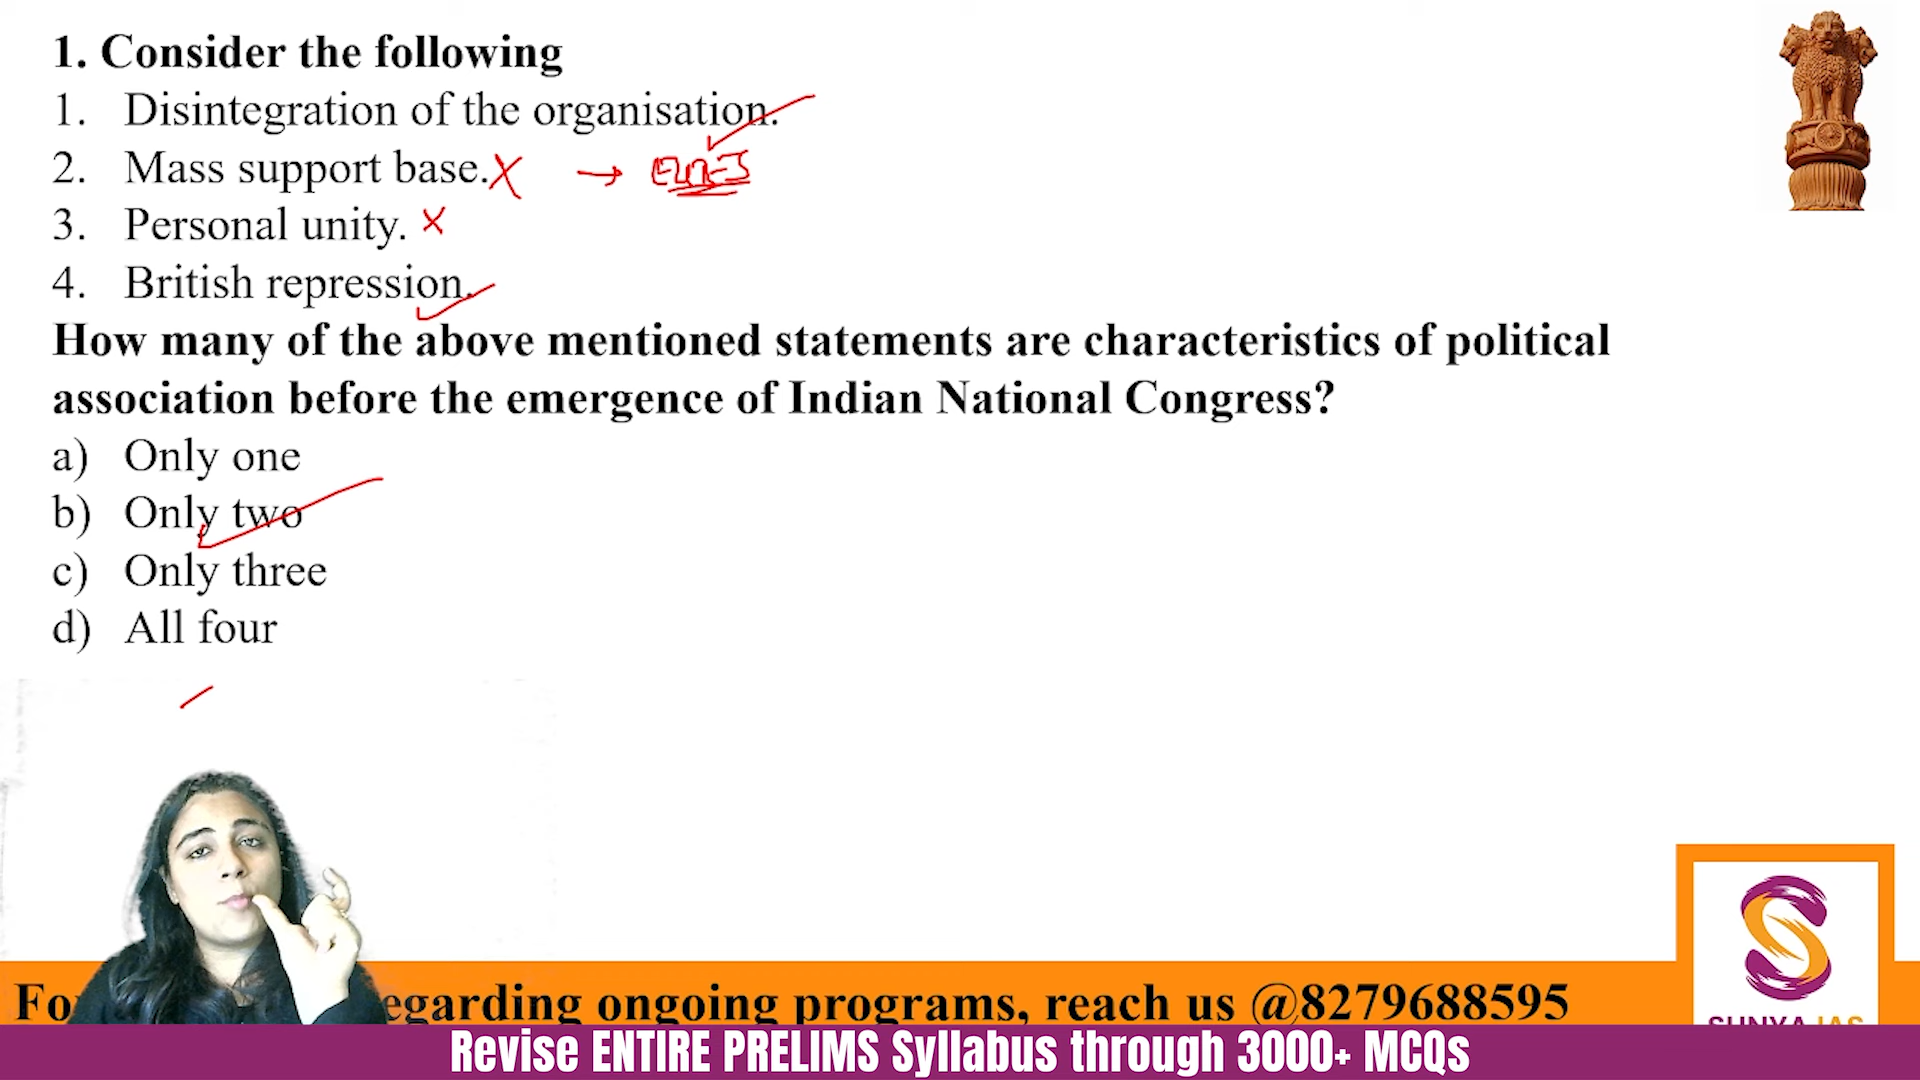 1. Consider the following
1. Disintegration of the organisation.
2. Mass support base.
3. Personal unity.
4. British repression.
How many of the above mentioned statements are characteristics of political
association before the emergence of Indian National Congress?
a) Only one
b) Only two
c) Only three
d) All four
egarding ongoing programs, reach us @8279688595
Revise ENTIRE PRELIMS Syllabus through 3000+ MCQs